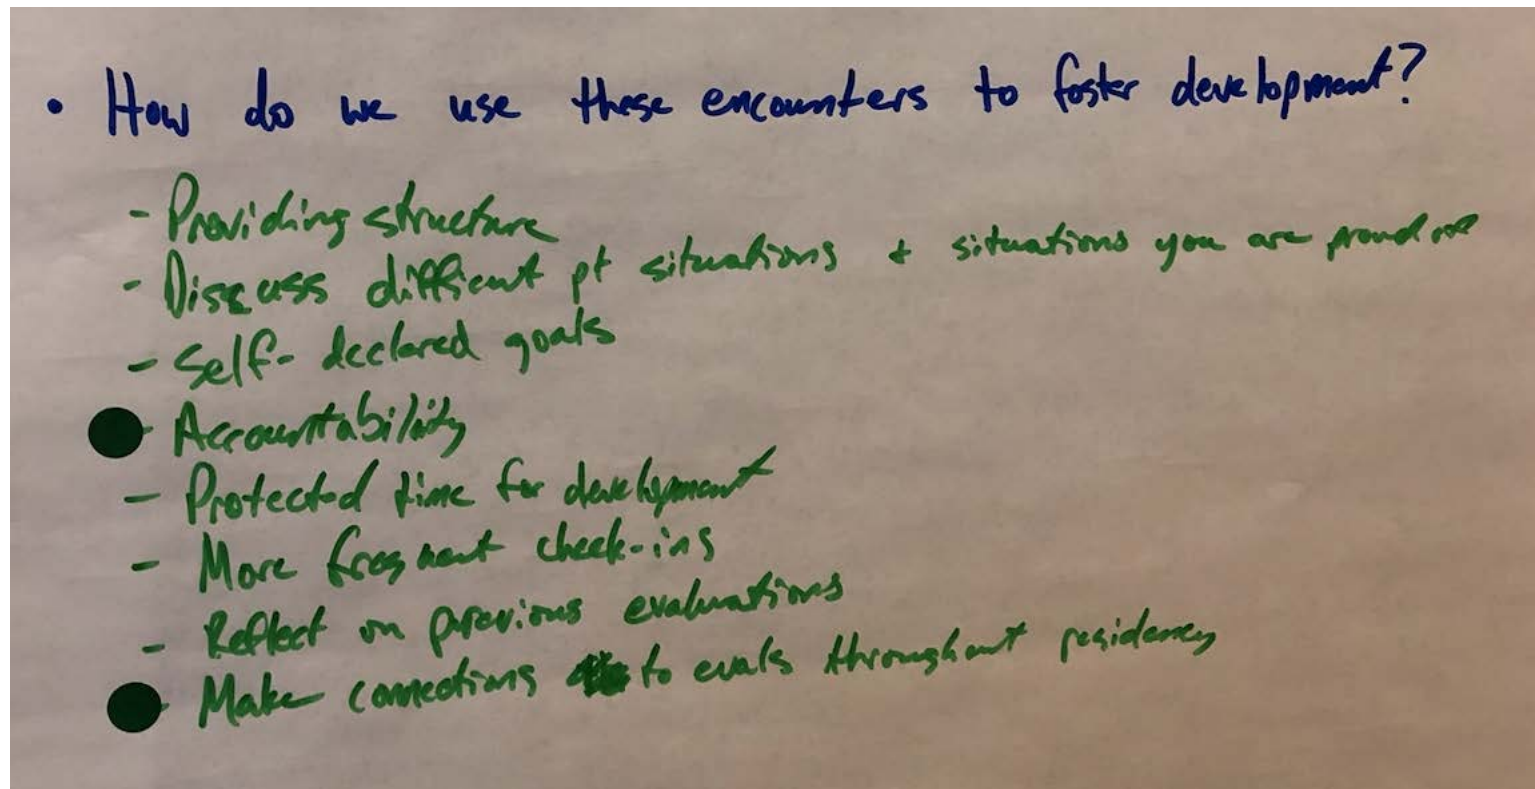 • How do we use these encounters to foster development?
- Providing structure
- Discuss difficult pt situations + situations you are proud of
- Self-declared goals
- Accountability
- Protected time for development
- More frequent check-ins
- Reflect on previous evaluations
- Make connections to evals throughout residency